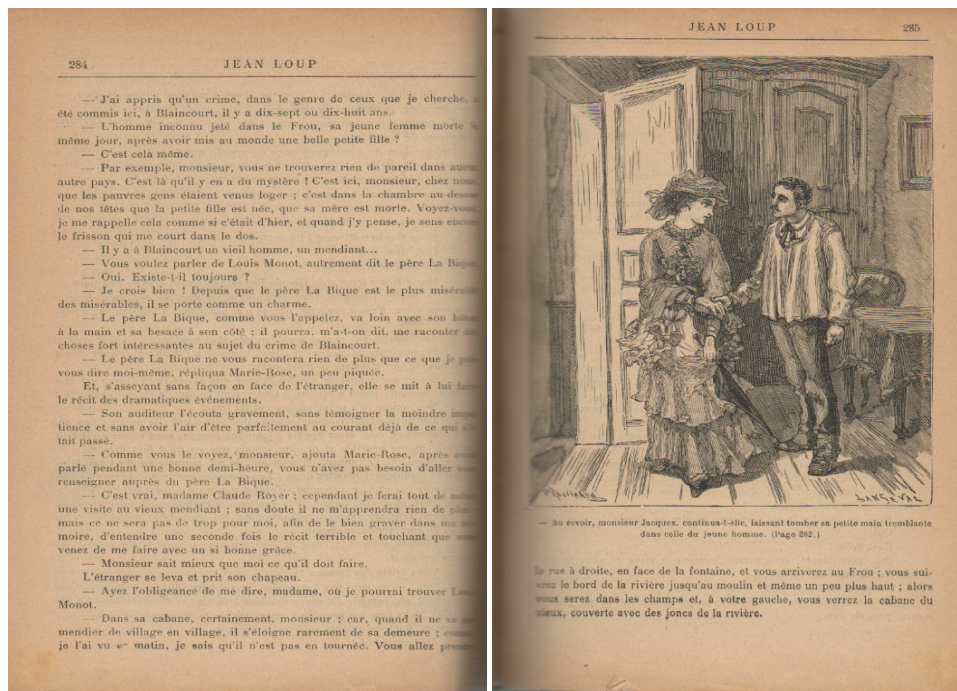 284 JEAN LOUP
— J'ai appris qu'un crime, dans le genre de ceux que je cherche,
été commis ici, à Blaincourt, il y a dix-sept ou dix-huit ans.
— L'homme inconnu jeté dans le Frou, sa jeune femme morte
même jour, après avoir mis au monde une belle petite fille ?
— C'est cela même.
— Par exemple, monsieur, vous ne trouverez rien de pareil dans
autre pays. C'est là qu'il y en a du mystère ! C'est ici, monsieur, chez
que les pauvres gens étaient venus loger ; c'est dans la chambre
de nos têtes que la petite fille est née, que sa mère est morte.
je me rappelle cela comme si c'était d'hier, et quand j'y pense, je sens
le frisson qui me court dans le dos.
— Il y a à Blaincourt un vieil homme, un mendiant...
— Vous voulez parler de Louis Monot, autrement dit le père La
— Oui. Existe-t-il toujours ?
— Je crois bien ! Depuis que le père La Bique est le plus
des misérables, il se porte comme un charme.
— Le père La Bique, comme vous l'appelez, va loin avec son
à la main et sa besace à son côté ; il pourra, m'a-t-on dit, me raconter
choses fort intéressantes au sujet du crime de Blaincourt.
— Le père La Bique ne vous racontera rien de plus que ce que je
vous dire moi-même, répliqua Marie-Rose, un peu piquée.
Et, s'asseyant sans façon en face de l'étranger, elle se mit à lui
le récit des dramatiques événements.
— Son auditeur l'écouta gravement, sans témoigner la moindre
tience et sans avoir l'air d'être parfaitement au courant déjà de ce qui
tait passé.
— Comme vous le voyez, monsieur, ajouta Marie-Rose, après
parlé pendant une bonne demi-heure, vous n'avez pas besoin d'aller
renseigner auprès du père La Bique.
— C'est vrai, madame Claude Royer ; cependant je ferai tout de
une visite au vieux mendiant ; sans doute il ne m'apprendra rien de
mais ce ne sera pas de trop pour moi, afin de le bien graver dans
moire, d'entendre une seconde fois le récit terrible et touchant que
venez de me faire avec un si bonne grâce.
— Monsieur sait mieux que moi ce qu'il doit faire.
L'étranger se leva et prit son chapeau.
— Ayez l'obligeance de me dire, madame, où je pourrai trouver
Monot.
— Dans sa cabane, certainement, monsieur ; car, quand il ne
mendier de village en village, il s'éloigne rarement de sa demeure ;
je l'ai vu matin, je sais qu'il n'est pas en tournée. Vous allez
JEAN LOUP 285
— Au revoir, monsieur Jacques, continua-t-elle, laissant tomber sa petite main tremblante
dans celle du jeune homme. (Page 282.)
rue à droite, en face de la fontaine, et vous arriverez au Frou ; vous sui-
le bord de la rivière jusqu'au moulin et même un peu plus haut ; alors
serez dans les champs et, à votre gauche, vous verrez la cabane du
couverte avec des joncs de la rivière.